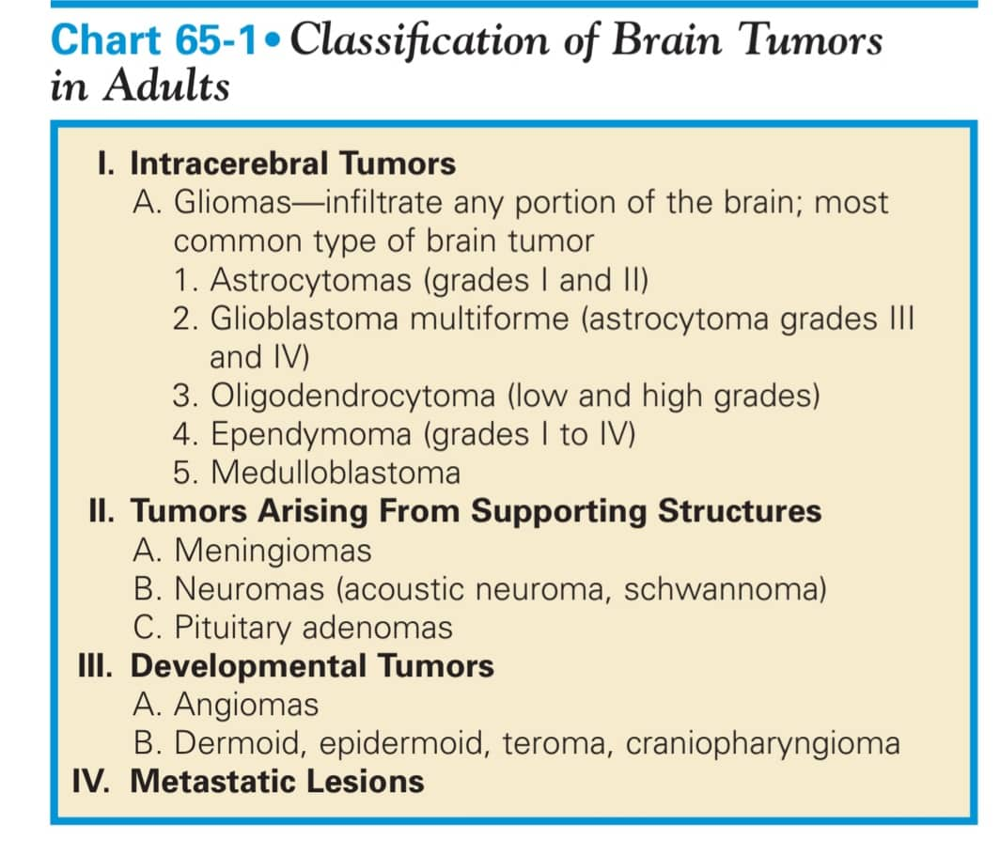 Chart 65-1• Classification of Brain Tumors
in Adults
I. Intracerebral Tumors
A. Gliomas—infiltrate any portion of the brain; most
common type of brain tumor
1. Astrocytomas (grades I and II)
2. Glioblastoma multiforme (astrocytoma grades III
and IV)
3. Oligodendrocytoma (low and high grades)
4. Ependymoma (grades I to IV)
5. Medulloblastoma
II. Tumors Arising From Supporting Structures
A. Meningiomas
B. Neuromas (acoustic neuroma, schwannoma)
C. Pituitary adenomas
III. Developmental Tumors
A. Angiomas
B. Dermoid, epidermoid, teroma, craniopharyngioma
IV. Metastatic Lesions